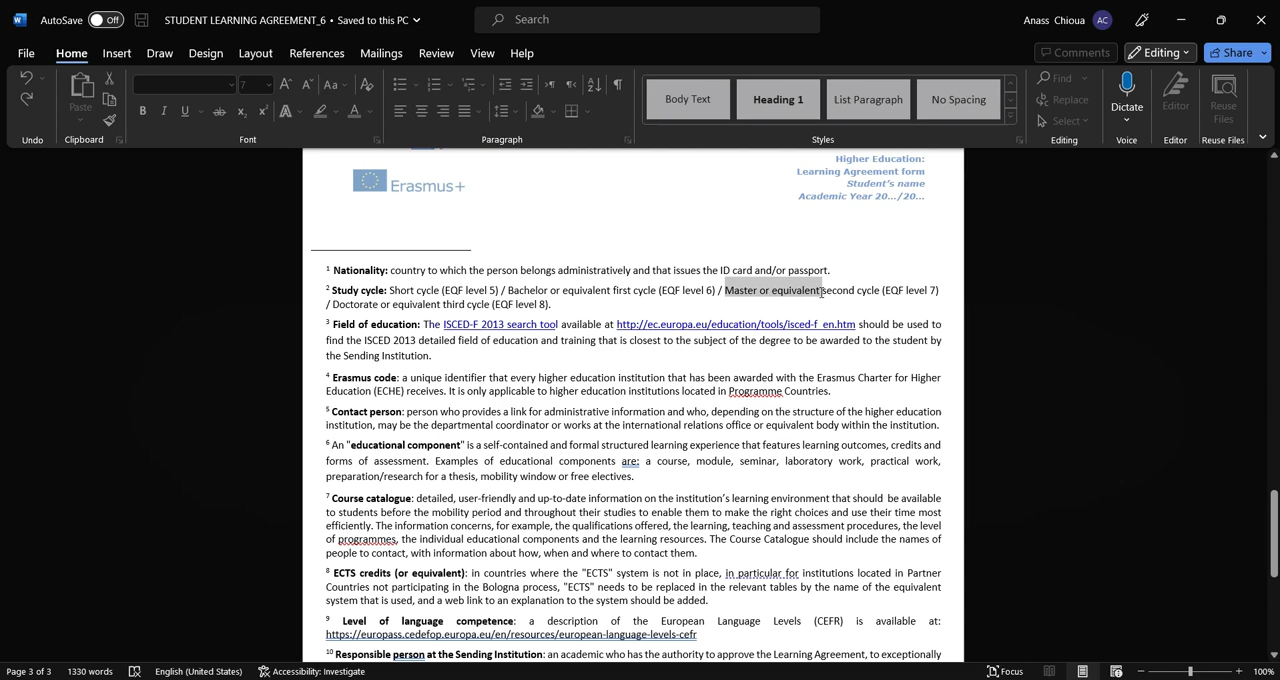 AutoSave Off STUDENT LEARNING AGREEMENT_6 • Saved to this PC Search Anass Chioua AC
File Home Insert Draw Design Layout References Mailings Review View Help Comments Editing Share
7 Aa Find
Paste Body Text Heading 1 List Paragraph No Spacing Replace Dictate Editor Reuse Files
B I U ab x₂ x² A A Select
Undo Clipboard Font Paragraph Styles Editing Voice Editor Reuse Files
Higher Education:
Learning Agreement form
Erasmus+ Student's name
Academic Year 20…/20…
1 Nationality: country to which the person belongs administratively and that issues the ID card and/or passport.
2 Study cycle: Short cycle (EQF level 5) / Bachelor or equivalent first cycle (EQF level 6) / Master or equivalent second cycle (EQF level 7)
/ Doctorate or equivalent third cycle (EQF level 8).
3 Field of education: The ISCED-F 2013 search tool available at http://ec.europa.eu/education/tools/isced-f_en.htm should be used to
find the ISCED 2013 detailed field of education and training that is closest to the subject of the degree to be awarded to the student by
the Sending Institution.
4 Erasmus code: a unique identifier that every higher education institution that has been awarded with the Erasmus Charter for Higher
Education (ECHE) receives. It is only applicable to higher education institutions located in Programme Countries.
5 Contact person: person who provides a link for administrative information and who, depending on the structure of the higher education
institution, may be the departmental coordinator or works at the international relations office or equivalent body within the institution.
6 An "educational component" is a self-contained and formal structured learning experience that features learning outcomes, credits and
forms of assessment. Examples of educational components are: a course, module, seminar, laboratory work, practical work,
preparation/research for a thesis, mobility window or free electives.
7 Course catalogue: detailed, user-friendly and up-to-date information on the institution's learning environment that should be available
to students before the mobility period and throughout their studies to enable them to make the right choices and use their time most
efficiently. The information concerns, for example, the qualifications offered, the learning, teaching and assessment procedures, the level
of programmes, the individual educational components and the learning resources. The Course Catalogue should include the names of
people to contact, with information about how, when and where to contact them.
8 ECTS credits (or equivalent): in countries where the "ECTS" system is not in place, in particular for institutions located in Partner
Countries not participating in the Bologna process, "ECTS" needs to be replaced in the relevant tables by the name of the equivalent
system that is used, and a web link to an explanation to the system should be added.
9 Level of language competence: a description of the European Language Levels (CEFR) is available at:
https://europass.cedefop.europa.eu/en/resources/european-language-levels-cefr
10 Responsible person at the Sending Institution: an academic who has the authority to approve the Learning Agreement, to exceptionally
Page 3 of 3 1330 words English (United States) Accessibility: Investigate Focus 100%